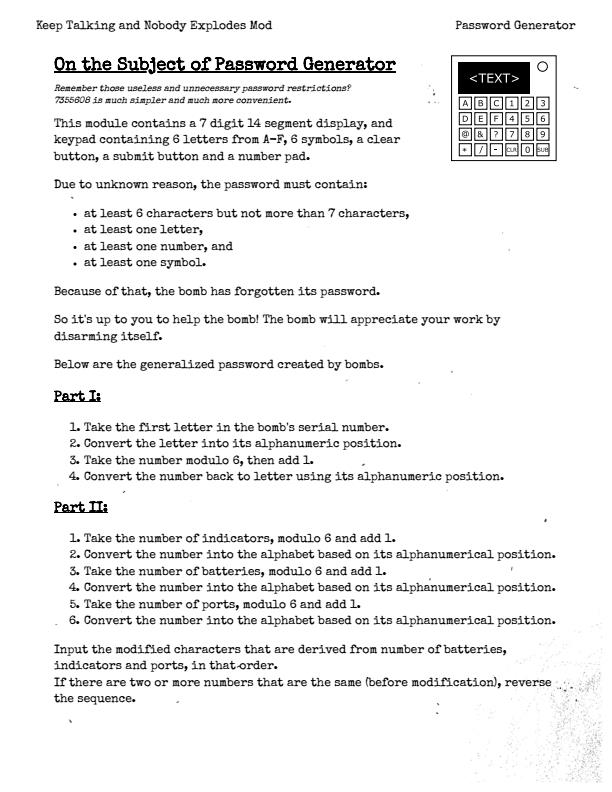 Keep Talking and Nobody Explodes Mod
Password Generator
On the Subject of Password Generator
Remember those useless and unnecessary password restrictions?
7355608 is much simpler and much more convenient.
<TEXT>
A B C 1 2 3
D E F 4 5 6
@ & ? 7 8 9
* / - CLR 0 SUB
This module contains a 7 digit 14 segment display, and
keypad containing 6 letters from A-F, 6 symbols, a clear
button, a submit button and a number pad.
Due to unknown reason, the password must contain:
• at least 6 characters but not more than 7 characters,
• at least one letter,
• at least one number, and
• at least one symbol.
Because of that, the bomb has forgotten its password.
So it's up to you to help the bomb! The bomb will appreciate your work by
disarming itself.
Below are the generalized password created by bombs.
Part I:
1. Take the first letter in the bomb's serial number.
2. Convert the letter into its alphanumeric position.
3. Take the number modulo 6, then add 1.
4. Convert the number back to letter using its alphanumeric position.
Part II:
1. Take the number of indicators, modulo 6 and add 1.
2. Convert the number into the alphabet based on its alphanumerical position.
3. Take the number of batteries, modulo 6 and add 1.
4. Convert the number into the alphabet based on its alphanumerical position.
5. Take the number of ports, modulo 6 and add 1.
6. Convert the number into the alphabet based on its alphanumerical position.
Input the modified characters that are derived from number of batteries,
indicators and ports, in that order.
If there are two or more numbers that are the same (before modification), reverse
the sequence.